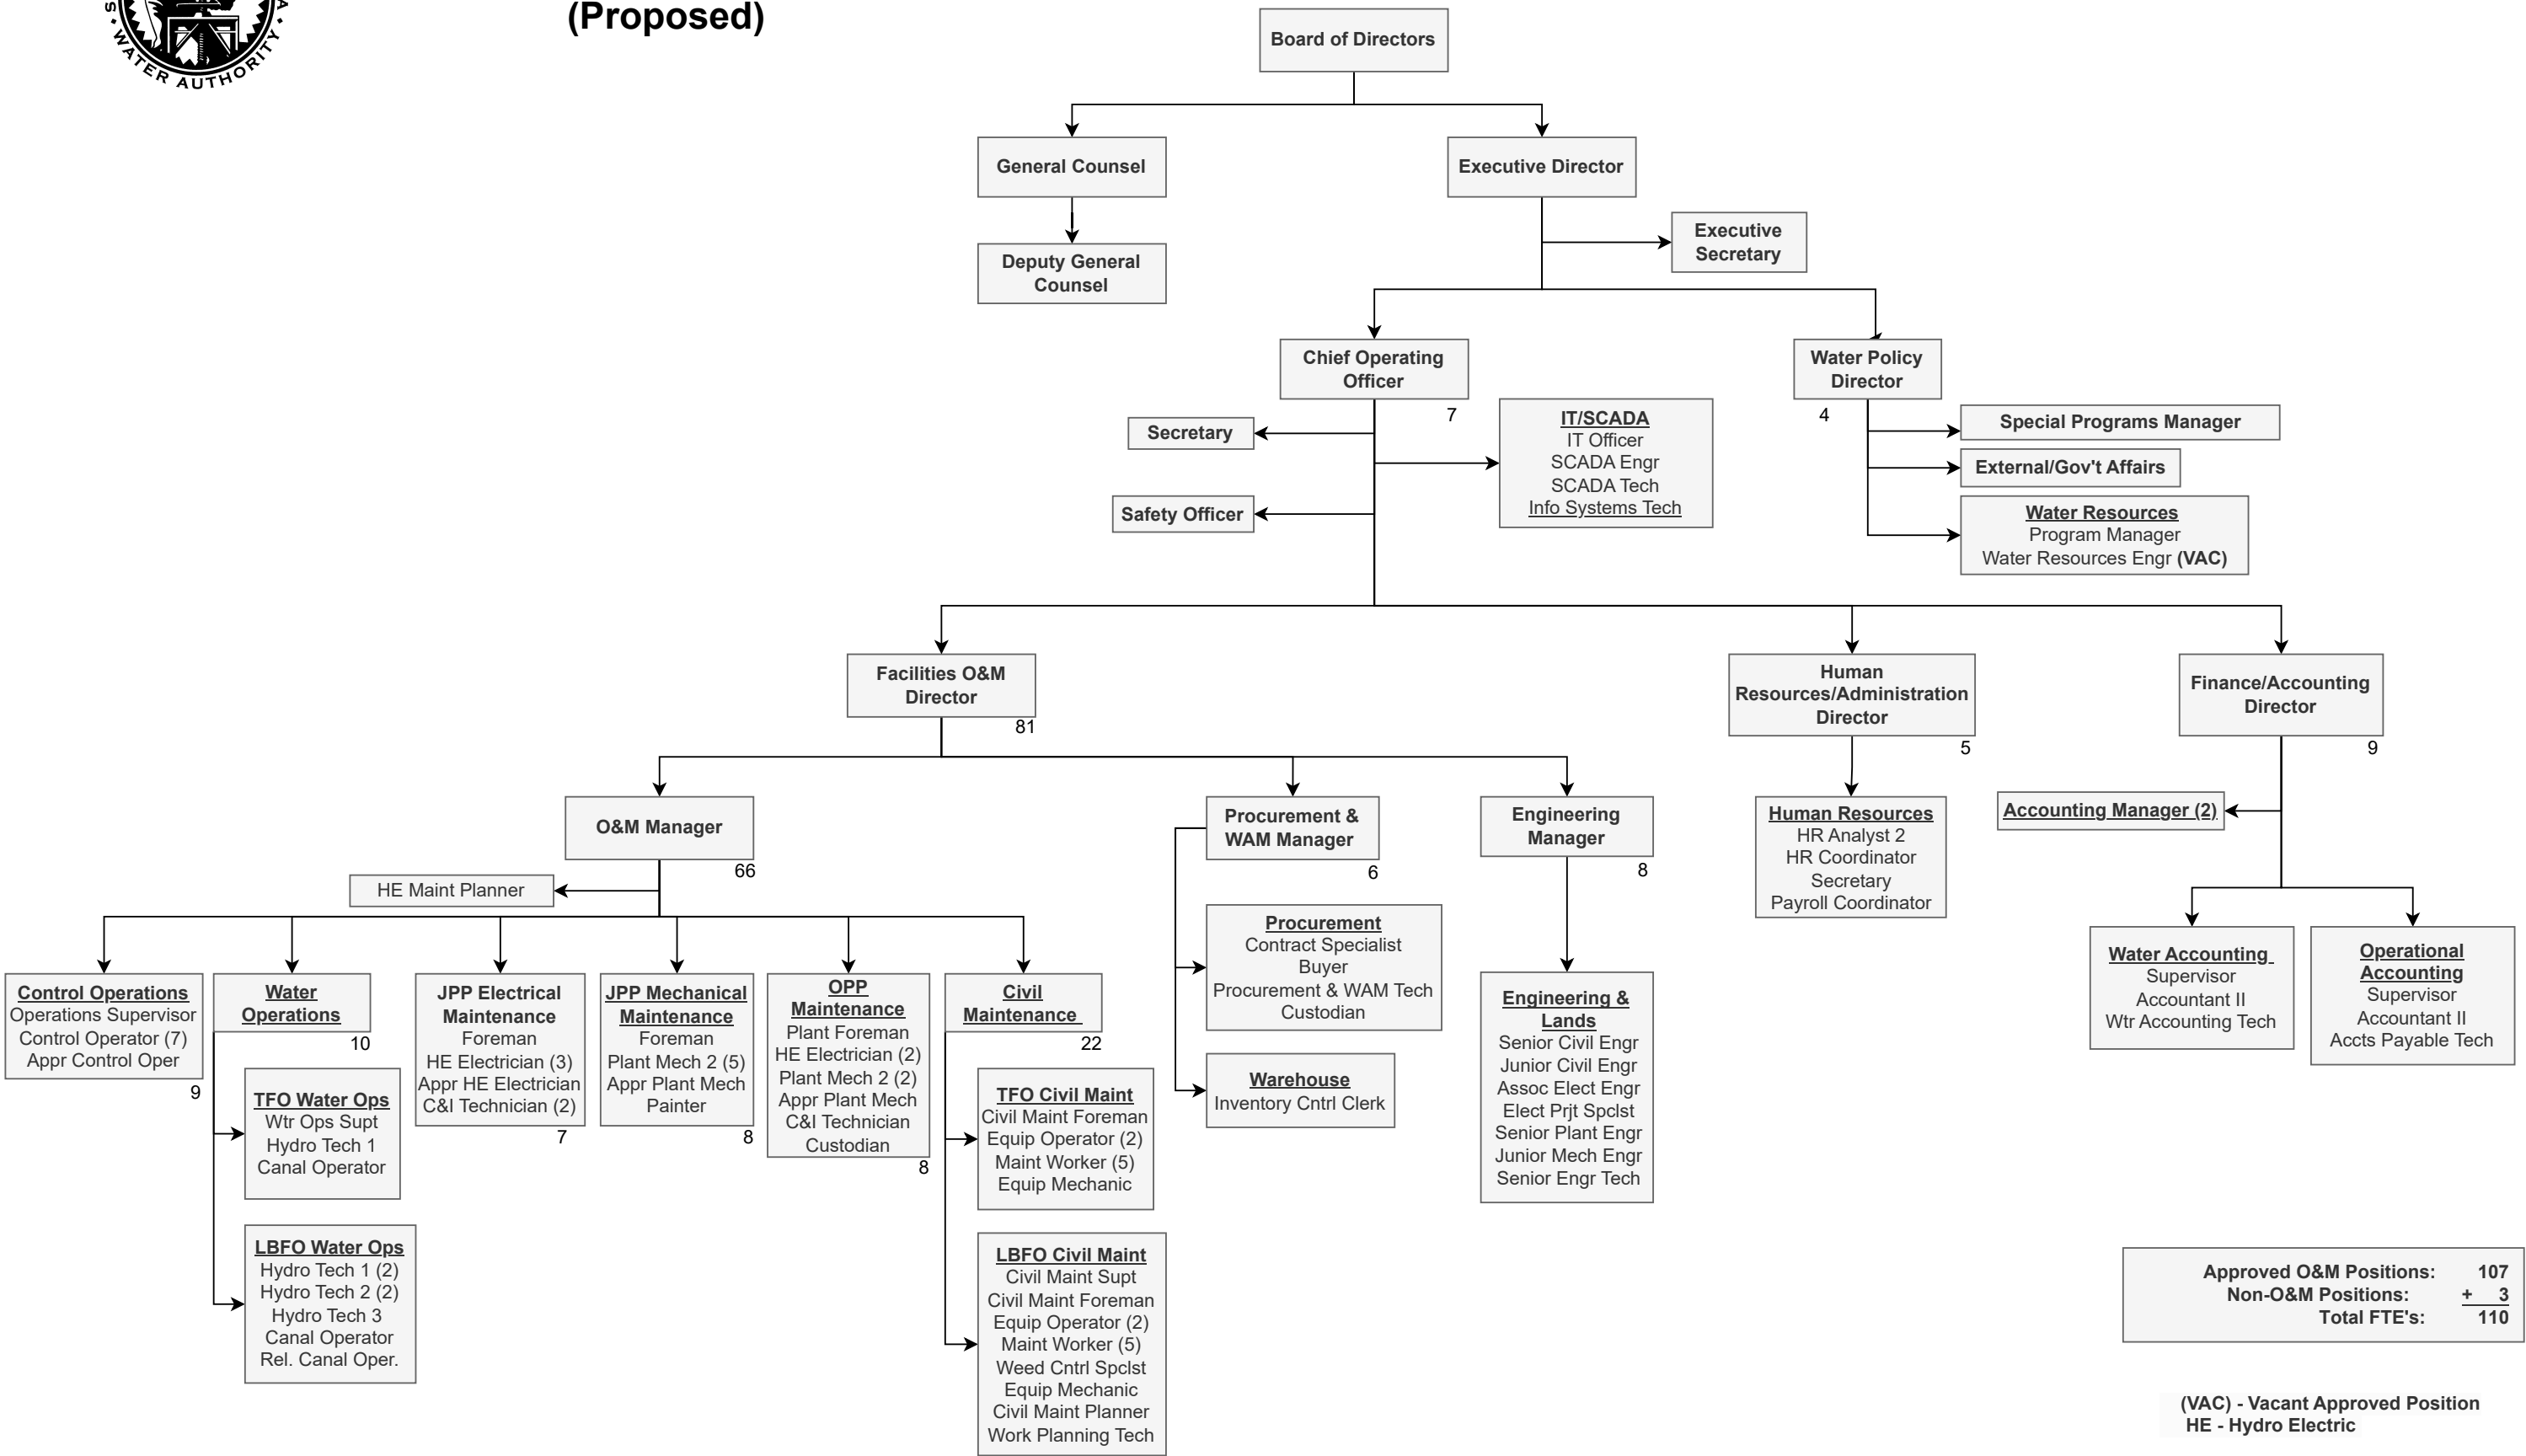 (Proposed)
WATER AUTHORITY
Board of Directors
General Counsel
Executive Director
Executive
Secretary
Deputy General
Counsel
Chief Operating
Officer
7
Water Policy
Director
4
Secretary
Safety Officer
IT/SCADA
IT Officer
SCADA Engr
SCADA Tech
Info Systems Tech
Special Programs Manager
External/Gov't Affairs
Water Resources
Program Manager
Water Resources Engr (VAC)
Facilities O&M
Director
81
Human
Resources/Administration
Director
5
Finance/Accounting
Director
9
O&M Manager
66
HE Maint Planner
Procurement &
WAM Manager
6
Engineering
Manager
8
Human Resources
HR Analyst 2
HR Coordinator
Secretary
Payroll Coordinator
Accounting Manager (2)
Control Operations
Operations Supervisor
Control Operator (7)
Appr Control Oper
9
Water
Operations
10
TFO Water Ops
Wtr Ops Supt
Hydro Tech 1
Canal Operator
LBFO Water Ops
Hydro Tech 1 (2)
Hydro Tech 2 (2)
Hydro Tech 3
Canal Operator
Rel. Canal Oper.
JPP Electrical
Maintenance
Foreman
HE Electrician (3)
Appr HE Electrician
C&I Technician (2)
7
JPP Mechanical
Maintenance
Foreman
Plant Mech 2 (5)
Appr Plant Mech
Painter
8
OPP
Maintenance
Plant Foreman
HE Electrician (2)
Plant Mech 2 (2)
Appr Plant Mech
C&I Technician
Custodian
8
Civil
Maintenance
22
TFO Civil Maint
Civil Maint Foreman
Equip Operator (2)
Maint Worker (5)
Equip Mechanic
LBFO Civil Maint
Civil Maint Supt
Civil Maint Foreman
Equip Operator (2)
Maint Worker (5)
Weed Cntrl Spclst
Equip Mechanic
Civil Maint Planner
Work Planning Tech
Procurement
Contract Specialist
Buyer
Procurement & WAM Tech
Custodian
Warehouse
Inventory Cntrl Clerk
Engineering &
Lands
Senior Civil Engr
Junior Civil Engr
Assoc Elect Engr
Elect Prjt Spclst
Senior Plant Engr
Junior Mech Engr
Senior Engr Tech
Water Accounting
Supervisor
Accountant II
Wtr Accounting Tech
Operational
Accounting
Supervisor
Accountant II
Accts Payable Tech
Approved O&M Positions: 107
Non-O&M Positions: + 3
Total FTE's: 110
(VAC) - Vacant Approved Position
HE - Hydro Electric